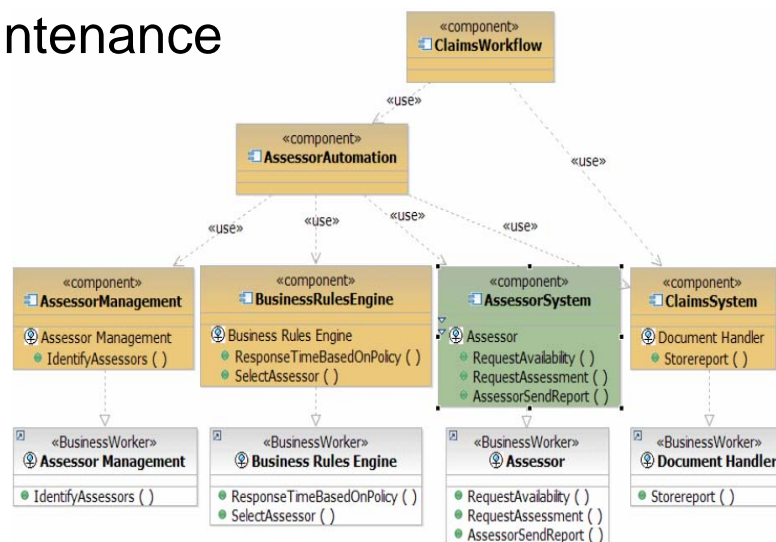 ntenance
«component»
ClaimsWorkflow
«use»
«component»
AssessorAutomation
«use»
«use»
«use»
«use»
«use»
«component»
AssessorManagement
Assessor Management
IdentifyAssessors ( )
«component»
BusinessRulesEngine
Business Rules Engine
ResponseTimeBasedOnPolicy ( )
SelectAssessor ( )
«component»
AssessorSystem
Assessor
RequestAvailability ( )
RequestAssessment ( )
AssessorSendReport ( )
«component»
ClaimsSystem
Document Handler
Storereport ( )
«BusinessWorker»
Assessor Management
IdentifyAssessors ( )
«BusinessWorker»
Business Rules Engine
ResponseTimeBasedOnPolicy ( )
SelectAssessor ( )
«BusinessWorker»
Assessor
RequestAvailability ( )
RequestAssessment ( )
AssessorSendReport ( )
«BusinessWorker»
Document Handler
Storereport ( )